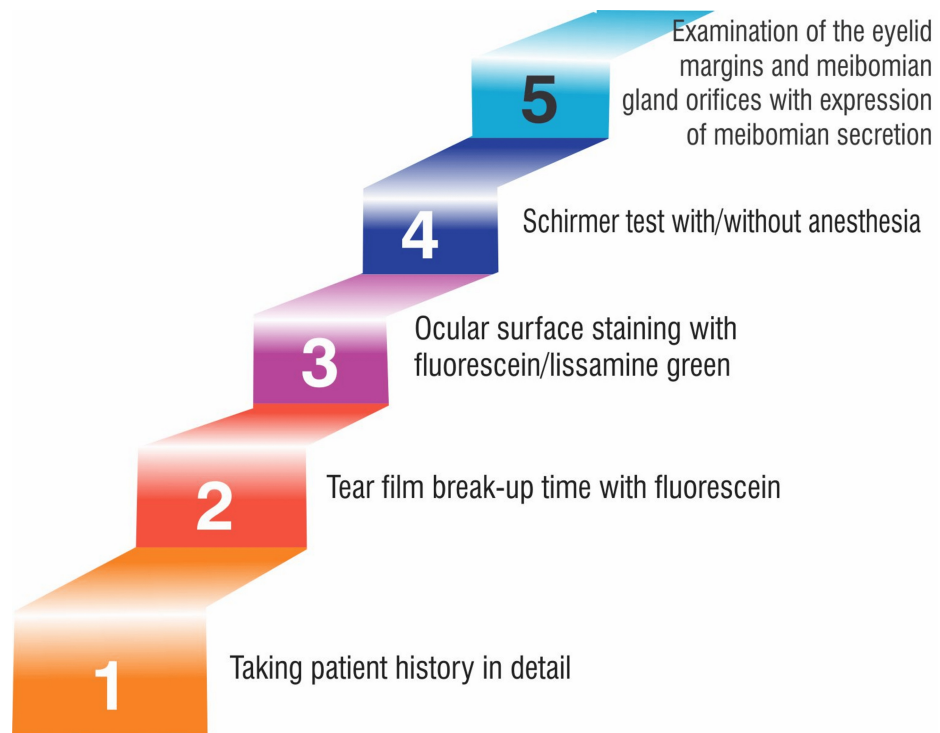 5
Examination of the eyelid
margins and meibomian
gland orifices with expression
of meibomian secretion
4
Schirmer test with/without anesthesia
3
Ocular surface staining with
fluorescein/lissamine green
2
Tear film break-up time with fluorescein
1
Taking patient history in detail